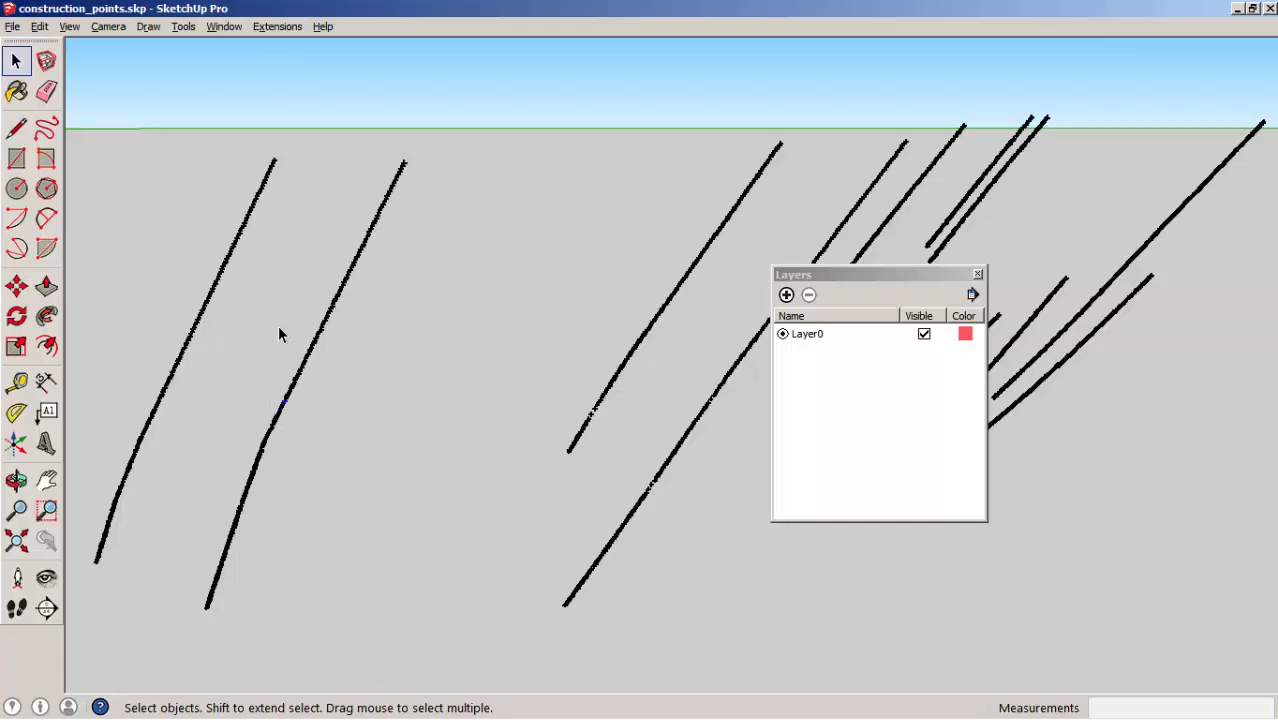 construction_points.skp - SketchUp Pro
File Edit View Camera Draw Tools Window Extensions Help
A1
Layers
Name Visible Color
Layer0
Select objects. Shift to extend select. Drag mouse to select multiple.
Measurements